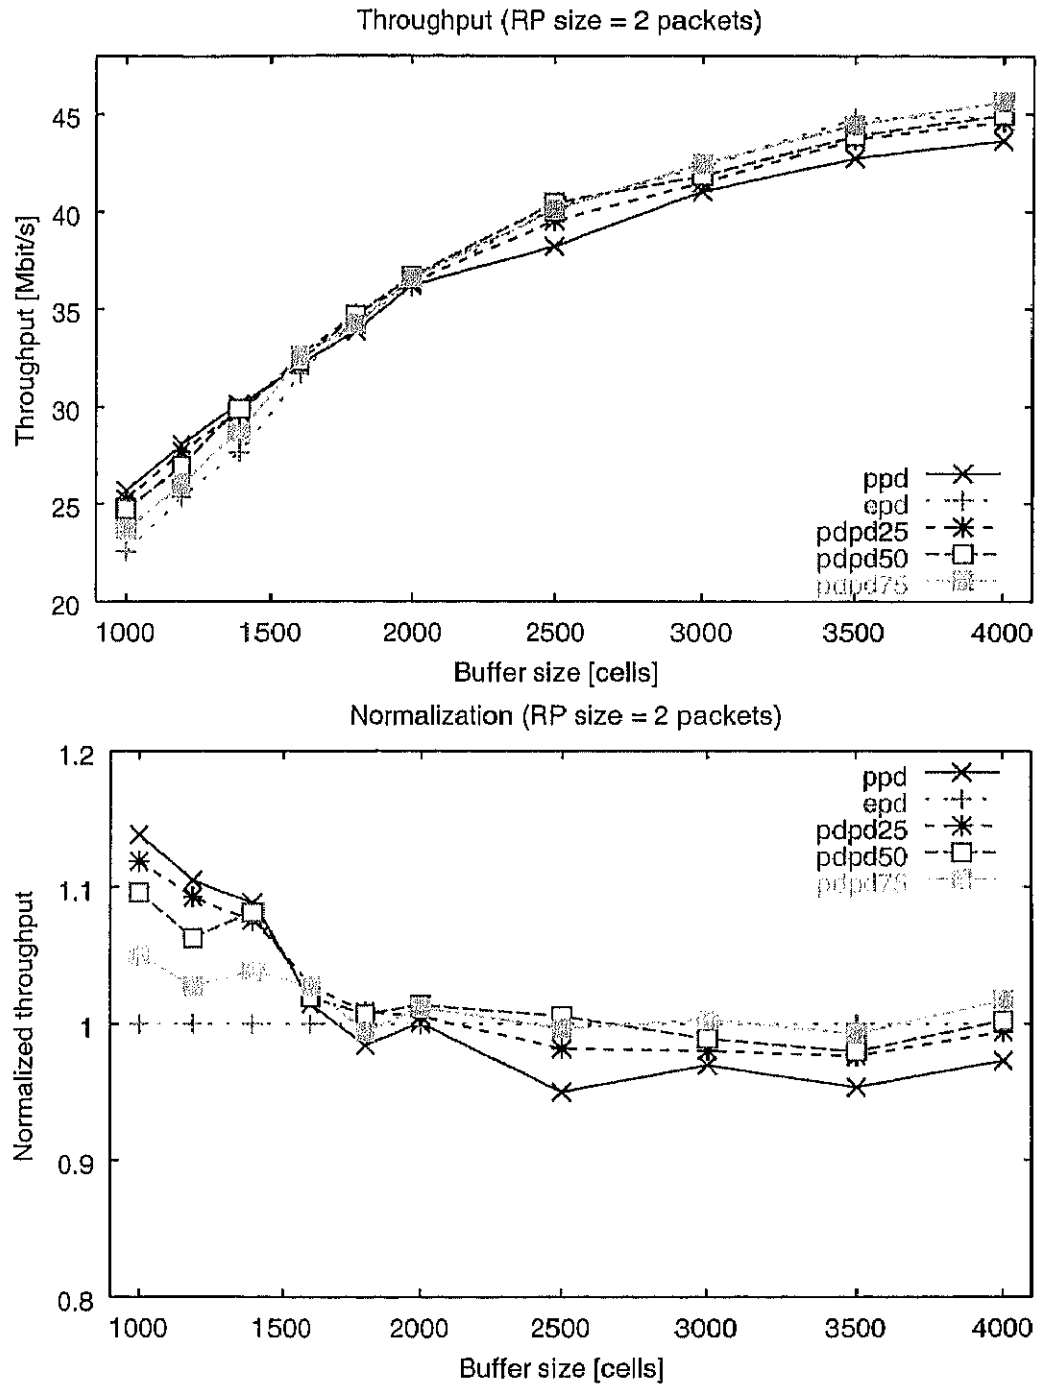 Throughput (RP size = 2 packets)
45
40
35
30
25
20
Throughput [Mbit/s]
ppd
epd
pdpd25
pdpd50
pdpd75
1000 1500 2000 2500 3000 3500 4000
Buffer size [cells]
Normalization (RP size = 2 packets)
1.2
1.1
1
0.9
0.8
Normalized throughput
ppd
epd
pdpd25
pdpd50
pdpd75
1000 1500 2000 2500 3000 3500 4000
Buffer size [cells]